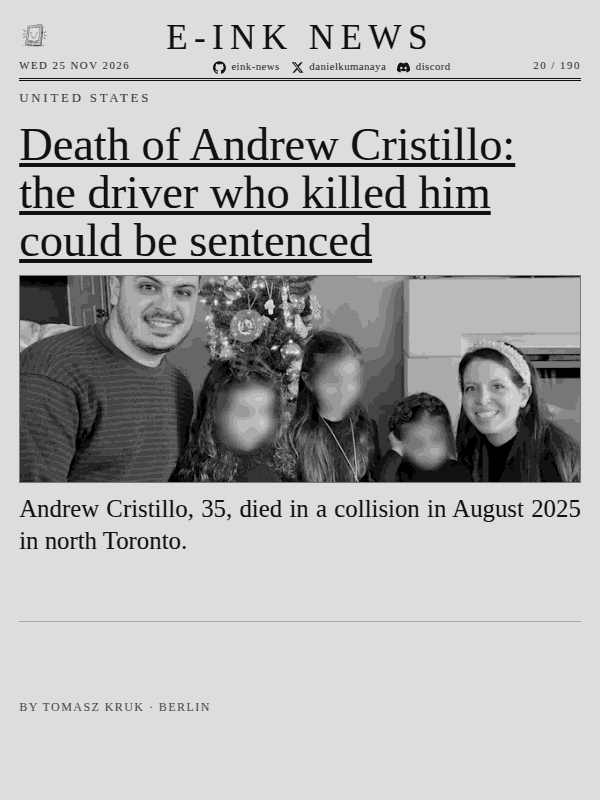 E-INK NEWS
WED 25 NOV 2026
eink-news danielkumanaya discord
20 / 190
UNITED STATES
Death of Andrew Cristillo:
the driver who killed him
could be sentenced
Andrew Cristillo, 35, died in a collision in August 2025
in north Toronto.
BY TOMASZ KRUK · BERLIN